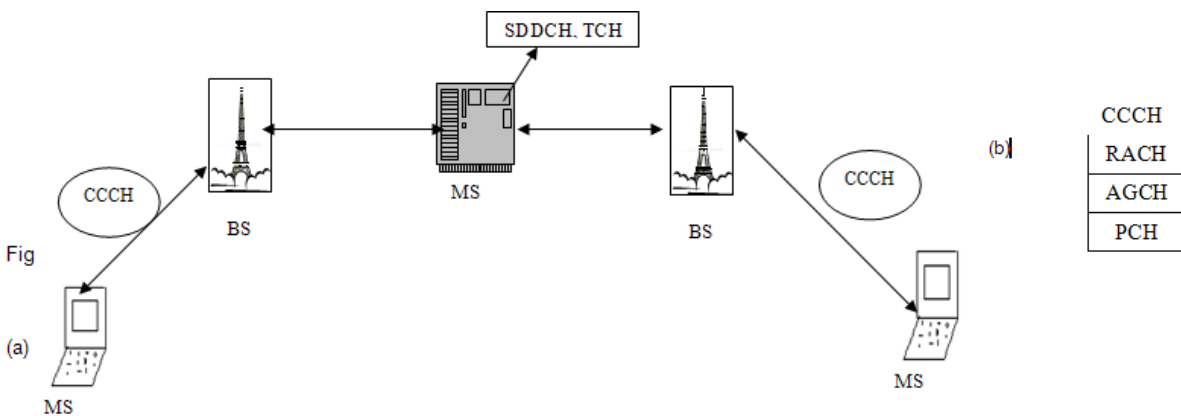 SDDCH, TCH
CCCH
BS
MS
BS
CCCH
Fig
(a)
MS
MS
(b)
CCCH
RACH
AGCH
PCH